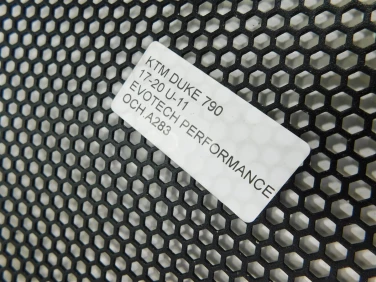 KTM DUKE 790
17-20 U-11
EVOTECH PERFORMANCE
OCH.A283